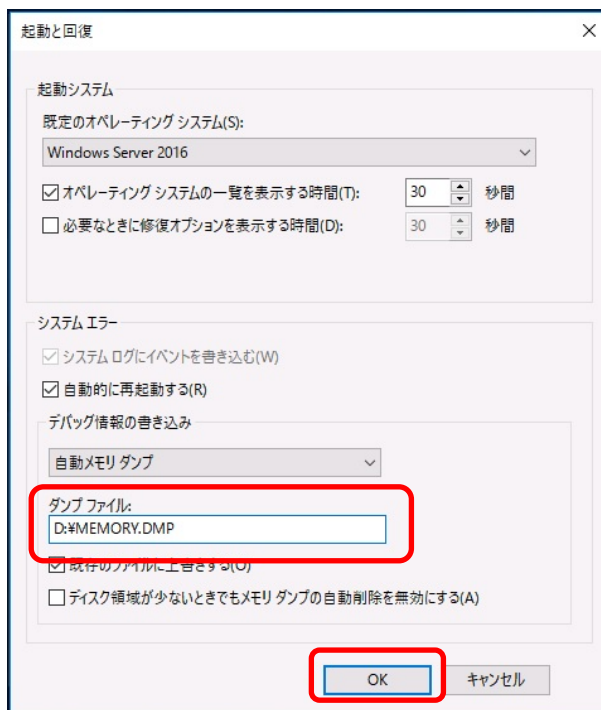 起動と回復
起動システム
既定のオペレーティング システム(S):
Windows Server 2016
オペレーティング システムの一覧を表示する時間(T): 30 秒間
必要なときに修復オプションを表示する時間(D): 30 秒間
システム エラー
システム ログにイベントを書き込む(W)
自動的に再起動する(R)
デバッグ情報の書き込み
自動メモリ ダンプ
ダンプ ファイル:
D:¥MEMORY.DMP
既存のファイルに上書きする(O)
ディスク領域が少ないときでもメモリ ダンプの自動削除を無効にする(A)
OK キャンセル